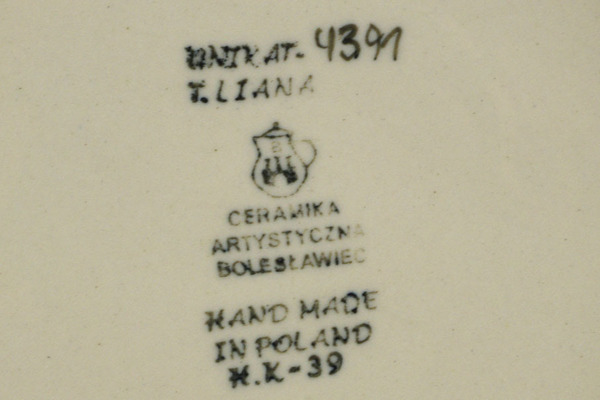 UNIKAT-4391
T.LIANA
B
CERAMIKA
ARTYSTYCZNA
BOLESŁAWIEC
HAND MADE
IN POLAND
H.K-39